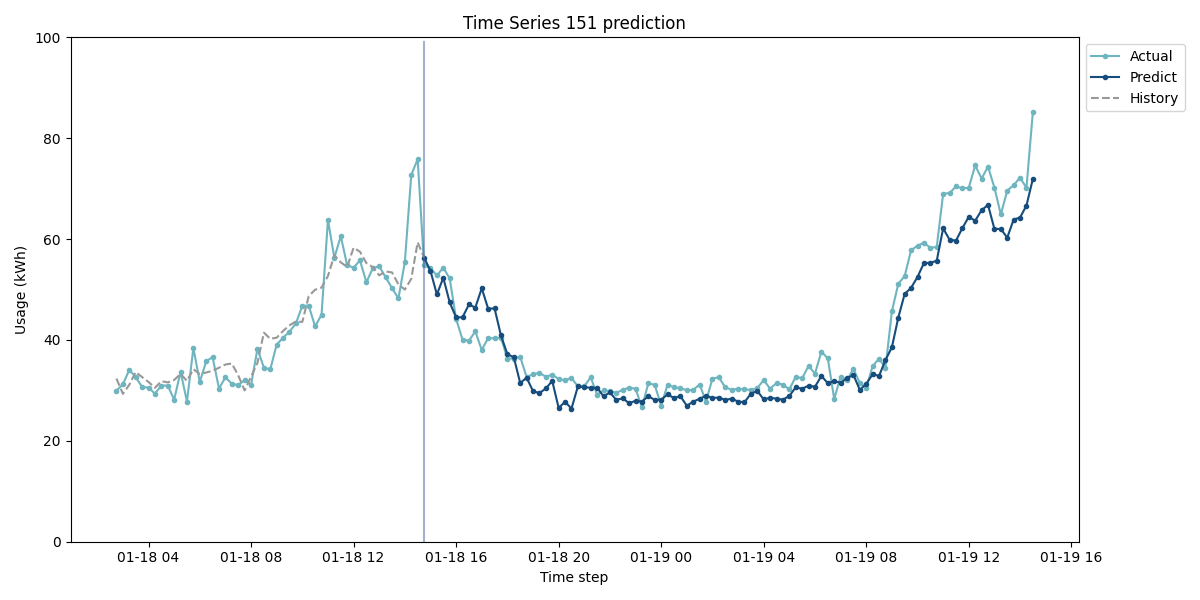 Time Series 151 prediction
100
80
60
40
20
0
Usage (kWh)
01-18 04
01-18 08
01-18 12
01-18 16
01-18 20
01-19 00
01-19 04
01-19 08
01-19 12
01-19 16
Time step
Actual
Predict
History